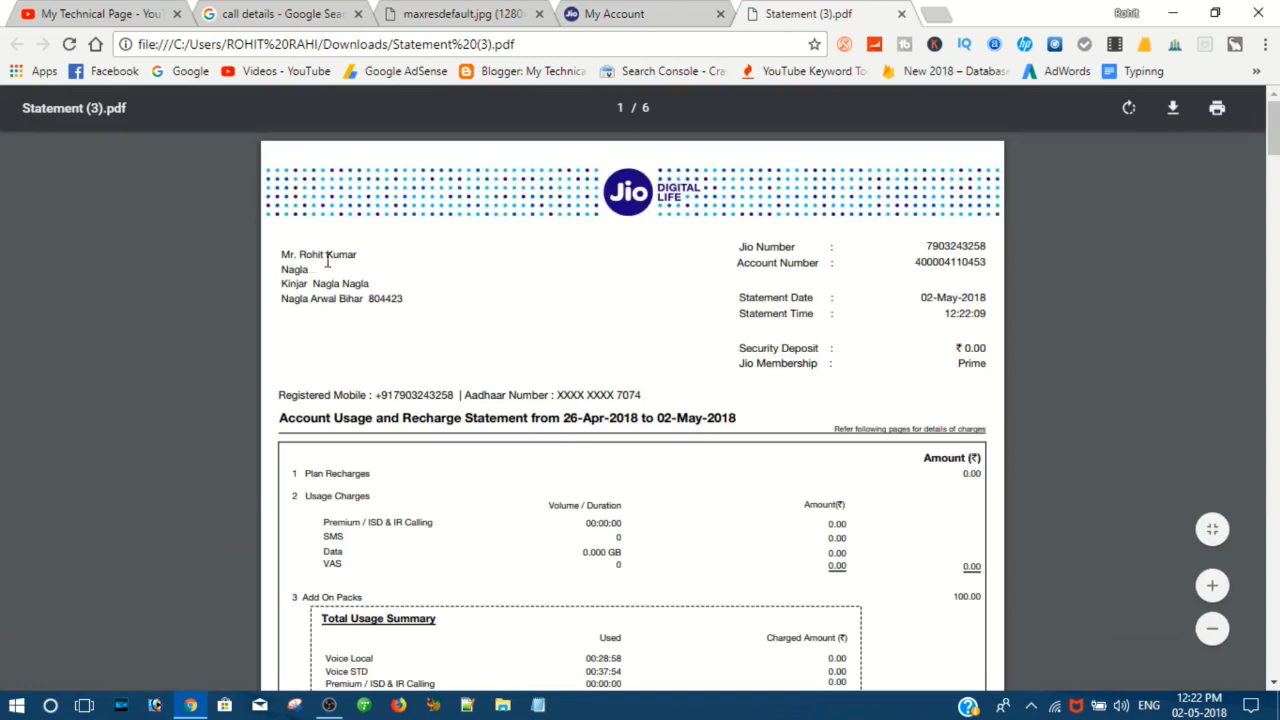 My Technical Page - You
call details - Google Sea
maxresdefault.jpg (1280
My Account
Statement (3).pdf
Rohit
file:///C:/Users/ROHIT%20RAHI/Downloads/Statement%20(3).pdf
Apps
Facebook
Google
Videos - YouTube
Google AdSense
Blogger: My Technica
Search Console - Cra
YouTube Keyword To
New 2018 – Database
AdWords
Typinng
Statement (3).pdf
1 / 6
Jio DIGITAL
LIFE
Mr. Rohit Kumar
Nagla
Kinjar Nagla Nagla
Nagla Arwal Bihar 804423
Jio Number : 7903243258
Account Number : 400004110453
Statement Date : 02-May-2018
Statement Time : 12:22:09
Security Deposit : ₹ 0.00
Jio Membership : Prime
Registered Mobile : +917903243258 | Aadhaar Number : XXXX XXXX 7074
Account Usage and Recharge Statement from 26-Apr-2018 to 02-May-2018
Refer following pages for details of charges
Amount (₹)
1 Plan Recharges 0.00
2 Usage Charges
Volume / Duration Amount(₹)
Premium / ISD & IR Calling 00:00:00 0.00
SMS 0 0.00
Data 0.000 GB 0.00
VAS 0 0.00 0.00
3 Add On Packs 100.00
Total Usage Summary
Used Charged Amount (₹)
Voice Local 00:28:58 0.00
Voice STD 00:37:54 0.00
Premium / ISD & IR Calling 00:00:00 0.00
ENG
12:22 PM
02-05-2018